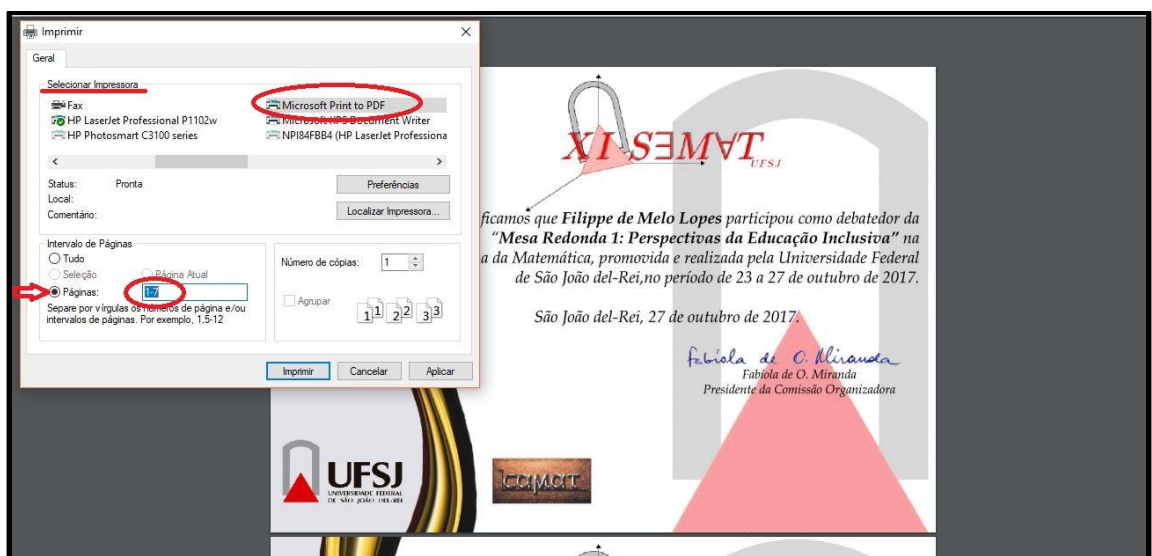 Imprimir
Geral
Selecionar Impressora
Fax
HP LaserJet Professional P1102w
HP Photosmart C3100 series
Microsoft Print to PDF
Microsoft XPS Document Writer
NPI84FBB4 (HP LaserJet Professiona
Status: Pronta
Local:
Comentário:
Preferências
Localizar Impressora...
Intervalo de Páginas
Tudo
Seleção Página Atual
Páginas: 1-7
Separe por vírgulas os números de página e/ou
intervalos de páginas. Por exemplo, 1,5-12
Número de cópias: 1
Agrupar
1 1 2 2 3 3
Imprimir Cancelar Aplicar
XI SEMAT
UFSJ
ficamos que Filippe de Melo Lopes participou como debatedor da
“Mesa Redonda 1: Perspectivas da Educação Inclusiva” na
a da Matemática, promovida e realizada pela Universidade Federal
de São João del-Rei,no período de 23 a 27 de outubro de 2017.
São João del-Rei, 27 de outubro de 2017.
Fabíola de O. Miranda
Fabíola de O. Miranda
Presidente da Comissão Organizadora
UFSJ
UNIVERSIDADE FEDERAL
DE SÃO JOÃO DEL-REI
camat